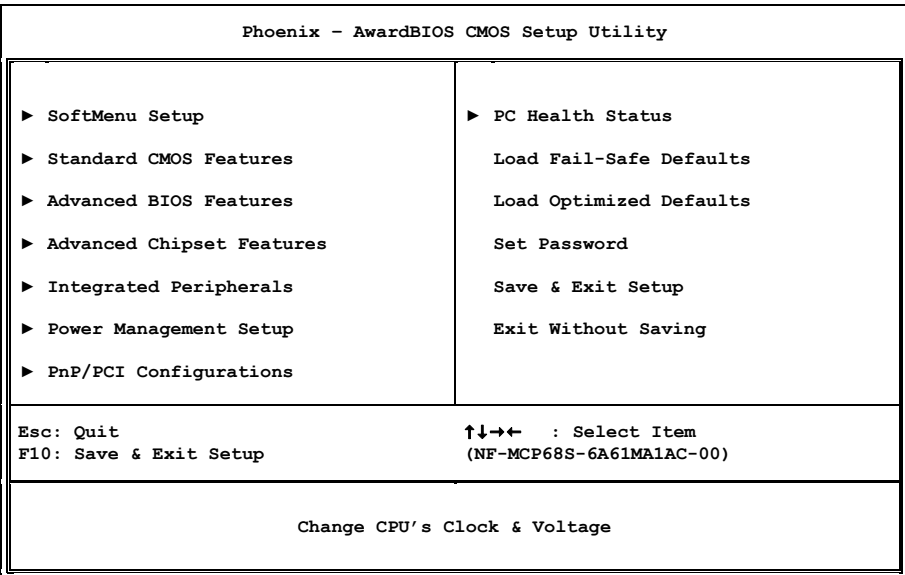 Phoenix – AwardBIOS CMOS Setup Utility
► SoftMenu Setup
► Standard CMOS Features
► Advanced BIOS Features
► Advanced Chipset Features
► Integrated Peripherals
► Power Management Setup
► PnP/PCI Configurations
► PC Health Status
Load Fail-Safe Defaults
Load Optimized Defaults
Set Password
Save & Exit Setup
Exit Without Saving
Esc: Quit
F10: Save & Exit Setup
↑↓→← : Select Item
(NF-MCP68S-6A61MA1AC-00)
Change CPU’s Clock & Voltage